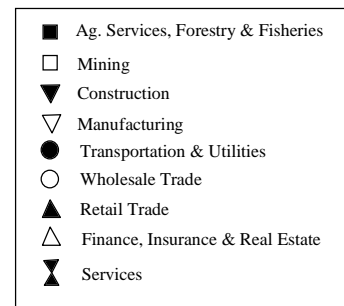 Ag. Services, Forestry & Fisheries
Mining
Construction
Manufacturing
Transportation & Utilities
Wholesale Trade
Retail Trade
Finance, Insurance & Real Estate
Services